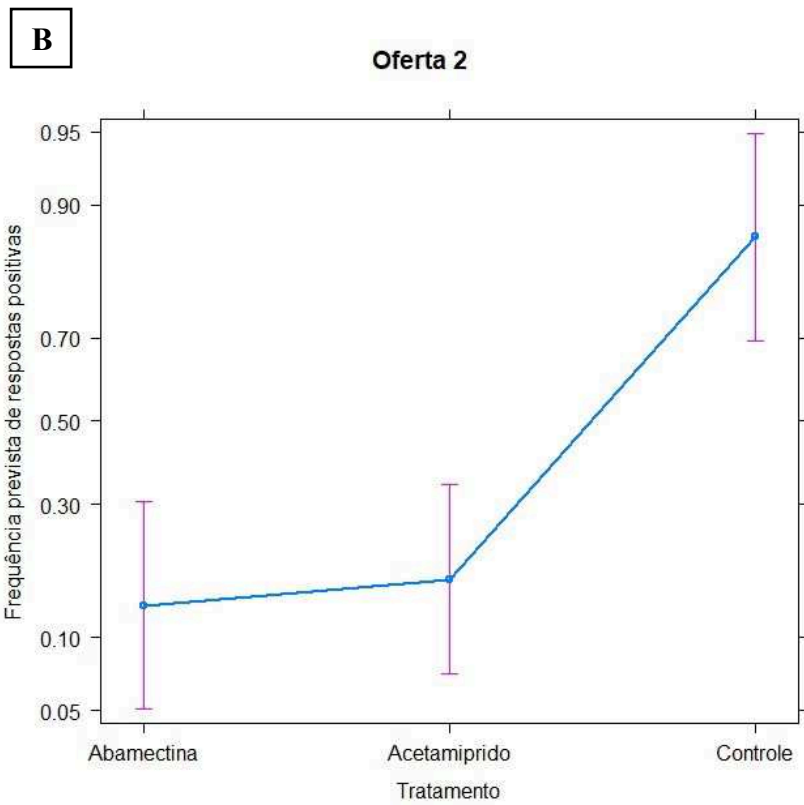 B
Oferta 2
Frequência prevista de respostas positivas
0.95
0.90
0.70
0.50
0.30
0.10
0.05
Abamectina Acetamiprido Controle
Tratamento